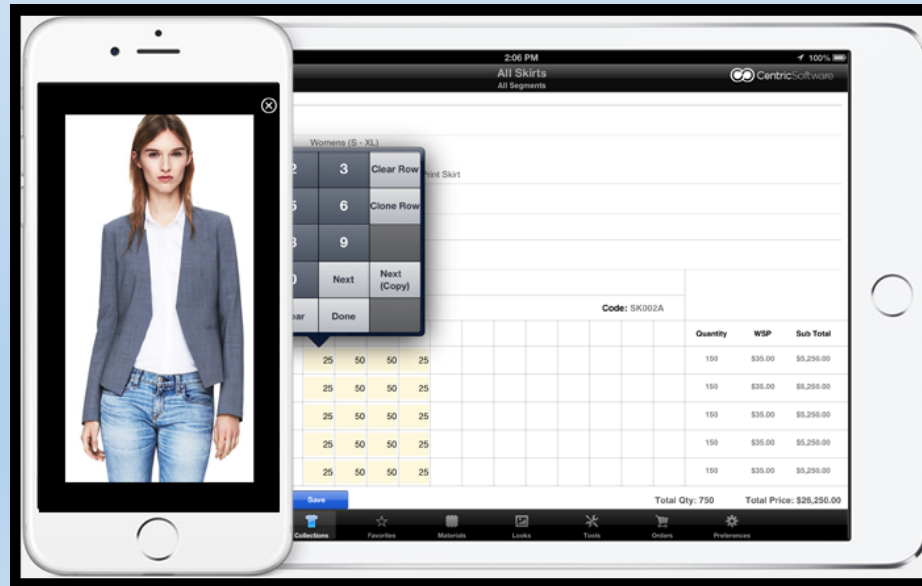 2:06 PM
100%
All Skirts
All Segments
CentricSoftware
Womens (S - XL)
Print Skirt
3 Clear Row
6 Clone Row
9
Next Next (Copy)
Done
Code: SK002A
Quantity WSP Sub Total
25 50 50 25 150 $35.00 $5,250.00
25 50 50 25 150 $35.00 $5,250.00
25 50 50 25 150 $35.00 $5,250.00
25 50 50 25 150 $35.00 $5,250.00
25 50 50 25 150 $35.00 $5,250.00
Save Total Qty: 750 Total Price: $26,250.00
Collections Favorites Materials Looks Tools Orders Preferences